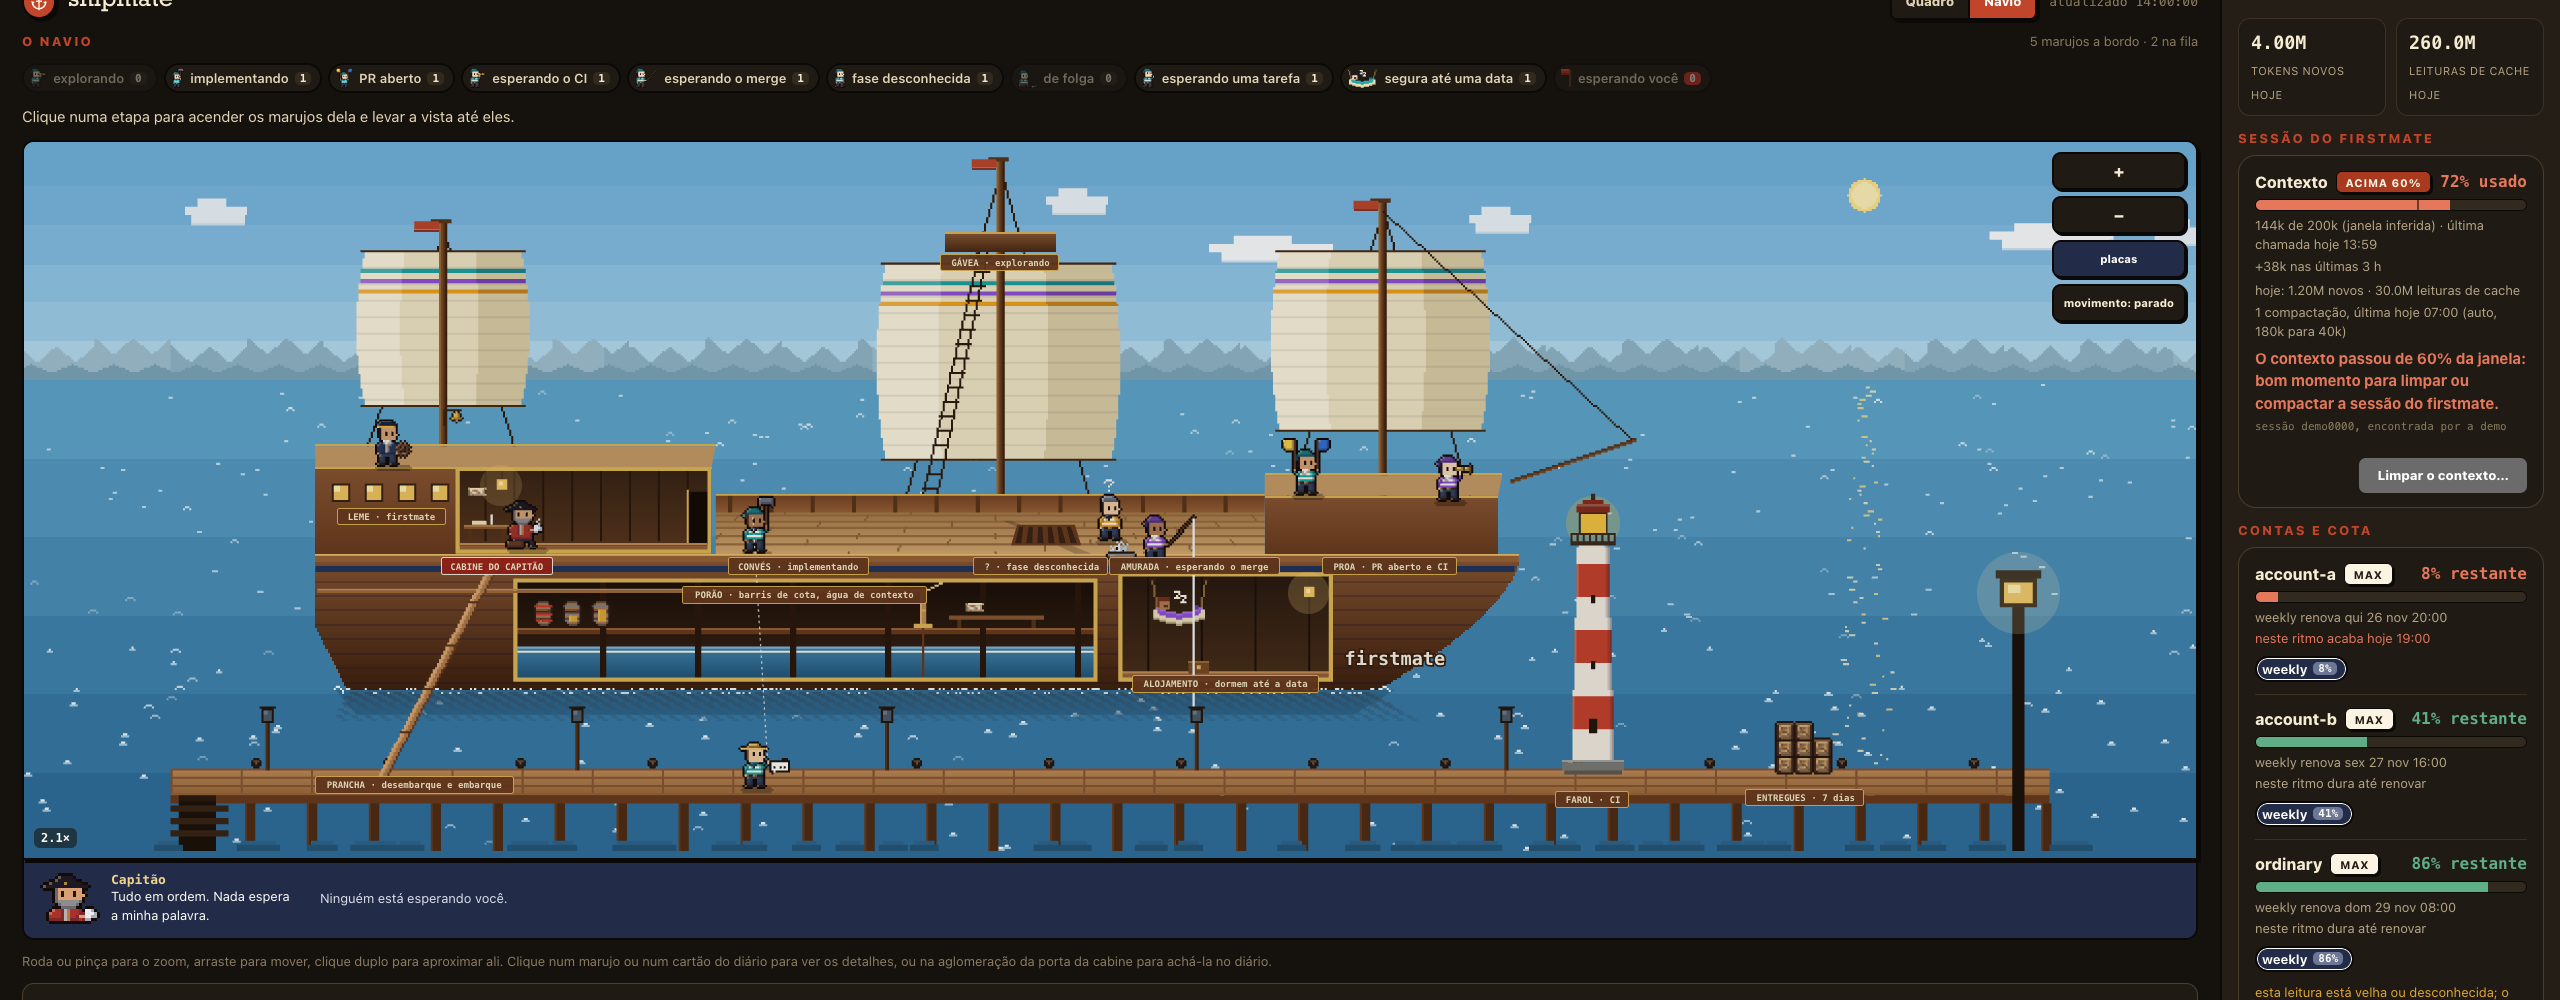 shipmate
Quadro
Navio
atualizado 14:00:00
O NAVIO
5 marujos a bordo · 2 na fila
explorando 0
implementando 1
PR aberto 1
esperando o CI 1
esperando o merge 1
fase desconhecida 1
de folga 0
esperando uma tarefa 1
segura até uma data 1
esperando você 0
Clique numa etapa para acender os marujos dela e levar a vista até eles.
+
−
placas
movimento: parado
GÁVEA · explorando
LEME · firstmate
CABINE DO CAPITÃO
CONVÉS · implementando
? · fase desconhecida
AMURADA · esperando o merge
PROA · PR aberto e CI
PORÃO · barris de cota, água de contexto
?
z z
firstmate
ALOJAMENTO · dormem até a data
PRANCHA · desembarque e embarque
FAROL · CI
ENTREGUES · 7 dias
2.1×
Capitão
Tudo em ordem. Nada espera
a minha palavra.
Ninguém está esperando você.
Roda ou pinça para o zoom, arraste para mover, clique duplo para aproximar ali. Clique num marujo ou num cartão do diário para ver os detalhes, ou na aglomeração da porta da cabine para achá-la no diário.
4.00M
TOKENS NOVOS
HOJE
260.0M
LEITURAS DE CACHE
HOJE
SESSÃO DO FIRSTMATE
Contexto ACIMA 60% 72% usado
144k de 200k (janela inferida) · última
chamada hoje 13:59
+38k nas últimas 3 h
hoje: 1.20M novos · 30.0M leituras de cache
1 compactação, última hoje 07:00 (auto,
180k para 40k)
O contexto passou de 60% da janela:
bom momento para limpar ou
compactar a sessão do firstmate.
sessão demo0000, encontrada por a demo
Limpar o contexto...
CONTAS E COTA
account-a MAX 8% restante
weekly renova qui 26 nov 20:00
neste ritmo acaba hoje 19:00
weekly 8%
account-b MAX 41% restante
weekly renova sex 27 nov 16:00
neste ritmo dura até renovar
weekly 41%
ordinary MAX 86% restante
weekly renova dom 29 nov 08:00
neste ritmo dura até renovar
weekly 86%
esta leitura está velha ou desconhecida; o